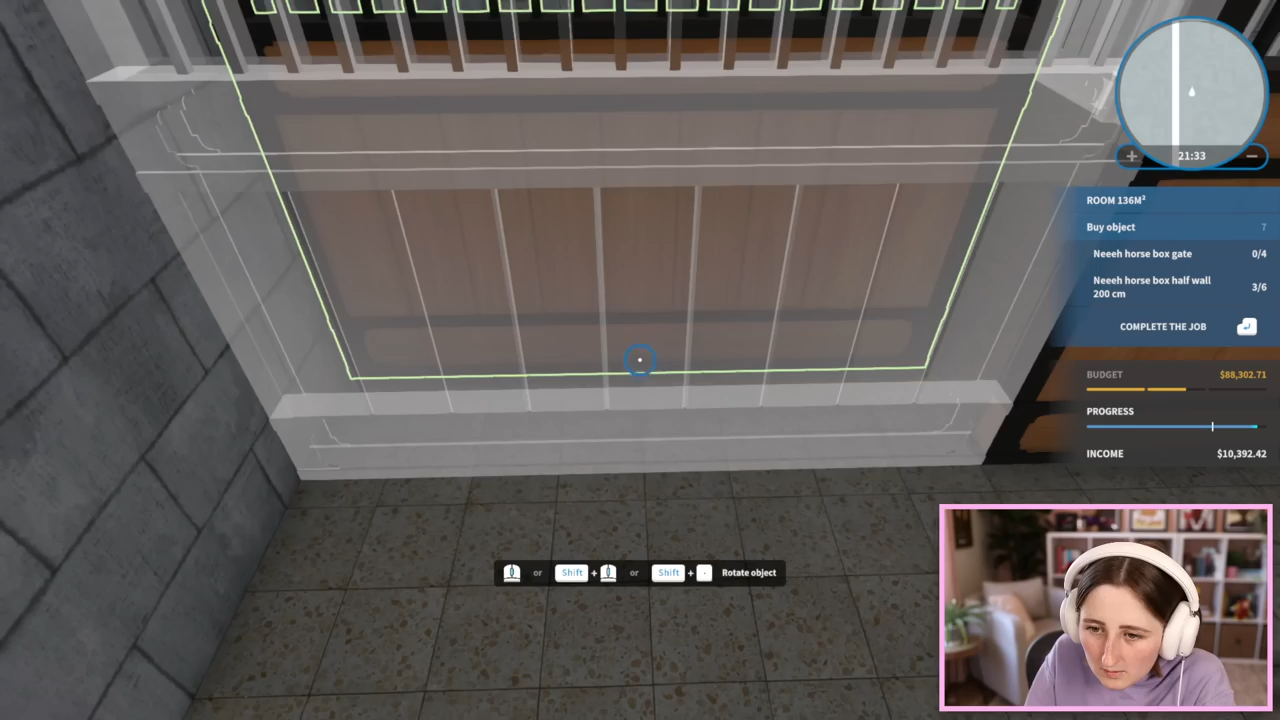 21:33
ROOM 136M²
Buy object 7
Neeeh horse box gate 0/4
Neeeh horse box half wall 3/6
200 cm
COMPLETE THE JOB
BUDGET $88,302.71
PROGRESS
INCOME $10,392.42
or Shift + or Shift + Rotate object